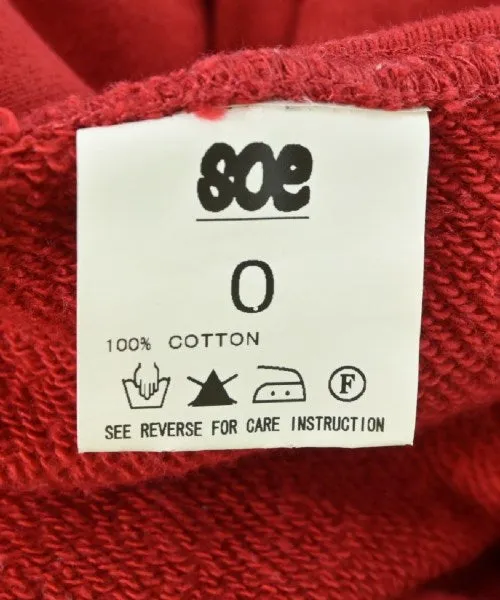 soe
0
100% COTTON
F
SEE REVERSE FOR CARE INSTRUCTION